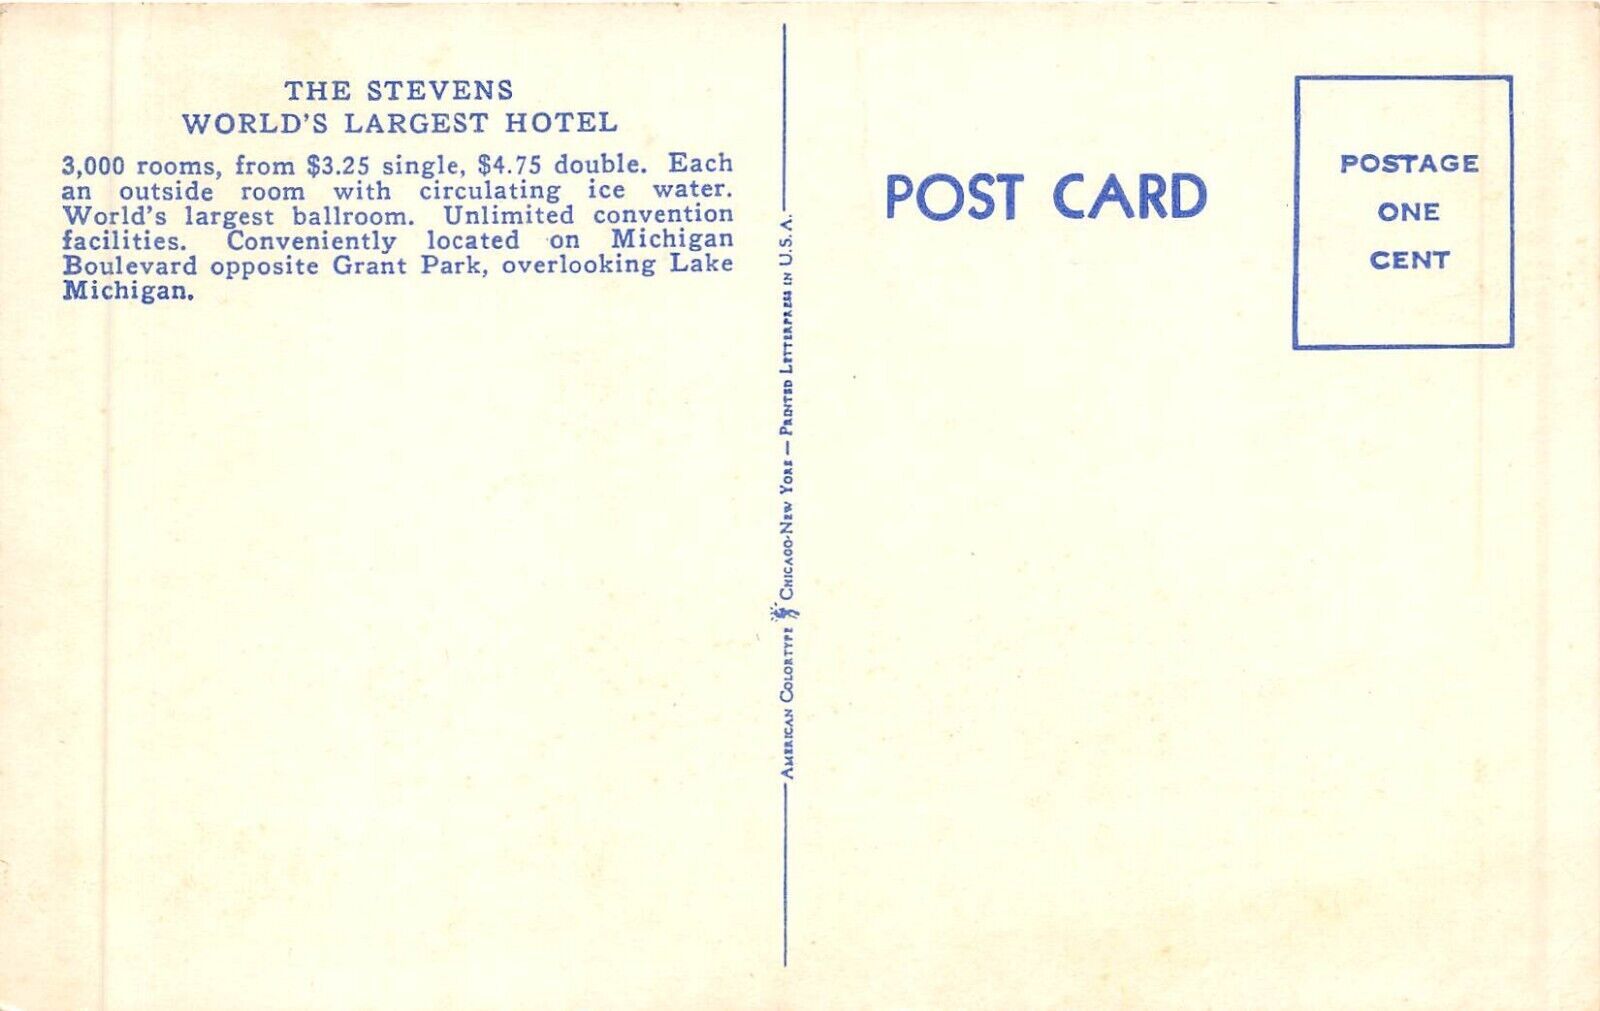 THE STEVENS
WORLD'S LARGEST HOTEL
3,000 rooms, from $3.25 single, $4.75 double. Each
an outside room with circulating ice water.
World's largest ballroom. Unlimited convention
facilities. Conveniently located on Michigan
Boulevard opposite Grant Park, overlooking Lake
Michigan.
AMERICAN COLORTYPE CHICAGO-NEW YORK — PRINTED LETTERPRESS IN U.S.A.
POST CARD
POSTAGE
ONE
CENT